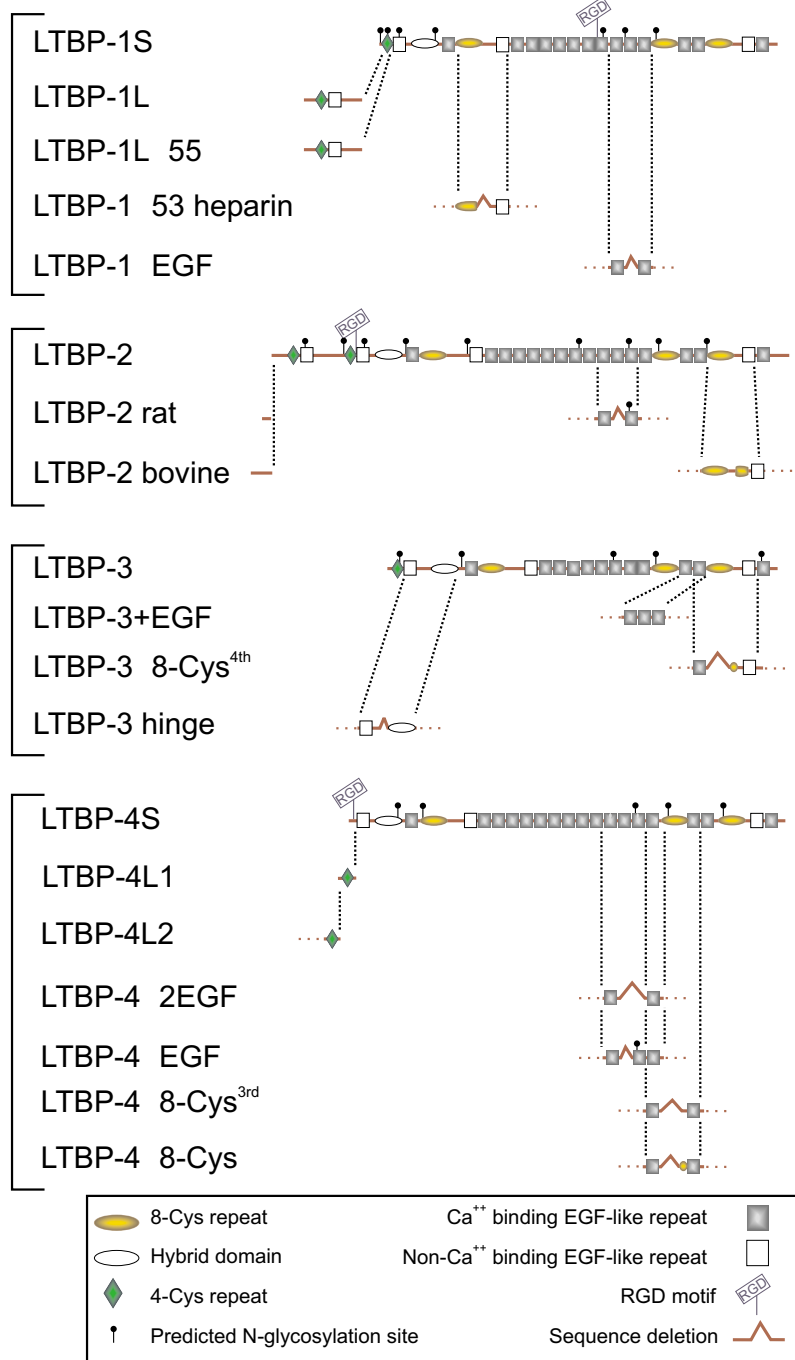 RGD
LTBP-1S
LTBP-1L
LTBP-1L 55
LTBP-1 53 heparin
LTBP-1 EGF
RGD
LTBP-2
LTBP-2 rat
LTBP-2 bovine
LTBP-3
LTBP-3+EGF
LTBP-3 8-Cys4th
LTBP-3 hinge
RGD
LTBP-4S
LTBP-4L1
LTBP-4L2
LTBP-4 2EGF
LTBP-4 EGF
LTBP-4 8-Cys3rd
LTBP-4 8-Cys
8-Cys repeat
Ca++ binding EGF-like repeat
Hybrid domain
Non-Ca++ binding EGF-like repeat
4-Cys repeat
RGD motif
RGD
Predicted N-glycosylation site
Sequence deletion